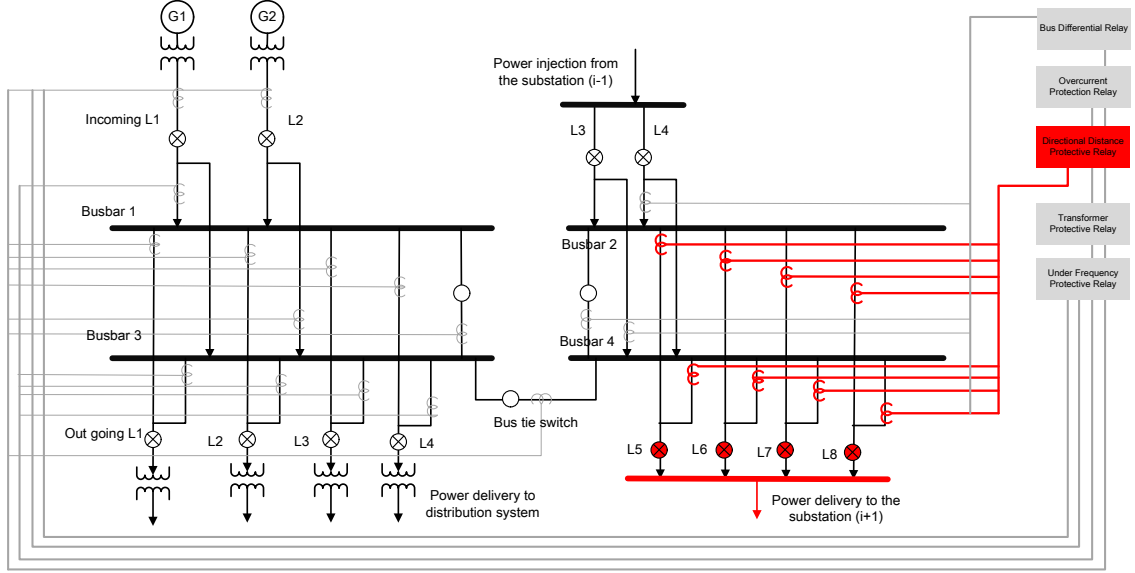 G1
G2
Bus Differential Relay
Power injection from
the substation (i-1)
Overcurrent
Protection Relay
Incoming L1
L2
L3
L4
Directional Distance
Protective Relay
Busbar 1
Busbar 2
Transformer
Protective Relay
Under Frequency
Protective Relay
Busbar 3
Busbar 4
Bus tie switch
Out going L1
L2
L3
L4
L5
L6
L7
L8
Power delivery to
distribution system
Power delivery to the
substation (i+1)